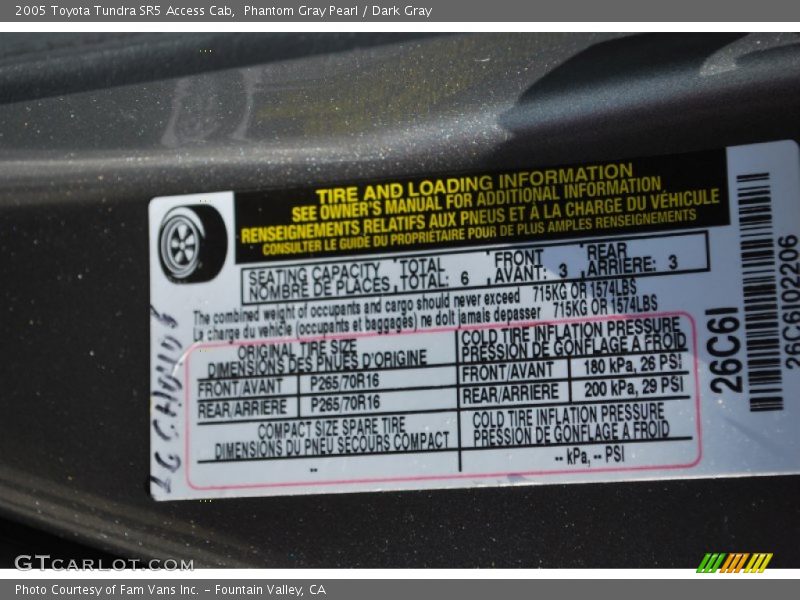 2005 Toyota Tundra SR5 Access Cab, Phantom Gray Pearl / Dark Gray
TIRE AND LOADING INFORMATION
SEE OWNER'S MANUAL FOR ADDITIONAL INFORMATION
RENSEIGNEMENTS RELATIFS AUX PNEUS ET À LA CHARGE DU VÉHICULE
CONSULTER LE GUIDE DU PROPRIÉTAIRE POUR DE PLUS AMPLES RENSEIGNEMENTS
SEATING CAPACITY TOTAL FRONT REAR
NOMBRE DE PLACES TOTAL: 6 AVANT: 3 ARRIÈRE: 3
The combined weight of occupants and cargo should never exceed 715KG OR 1574LBS
La charge du véhicle (occupants et baggages) ne doit jamais depasser 715KG OR 1574LBS
ORIGINAL TIRE SIZE
DIMENSIONS DES PNUES D'ORIGINE
COLD TIRE INFLATION PRESSURE
PRESSION DE GONFLAGE A FROID
FRONT/AVANT P265/70R16 FRONT/AVANT 180 kPa, 26 PSI
REAR/ARRIERE P265/70R16 REAR/ARRIERE 200 kPa, 29 PSI
COMPACT SIZE SPARE TIRE
DIMENSIONS DU PNEU SECOURS COMPACT
COLD TIRE INFLATION PRESSURE
PRESSION DE GONFLAGE A FROID
-- -- kPa, -- PSI
26C6I
26C6I02206
GTCARLOT.COM
Photo Courtesy of Fam Vans Inc. - Fountain Valley, CA